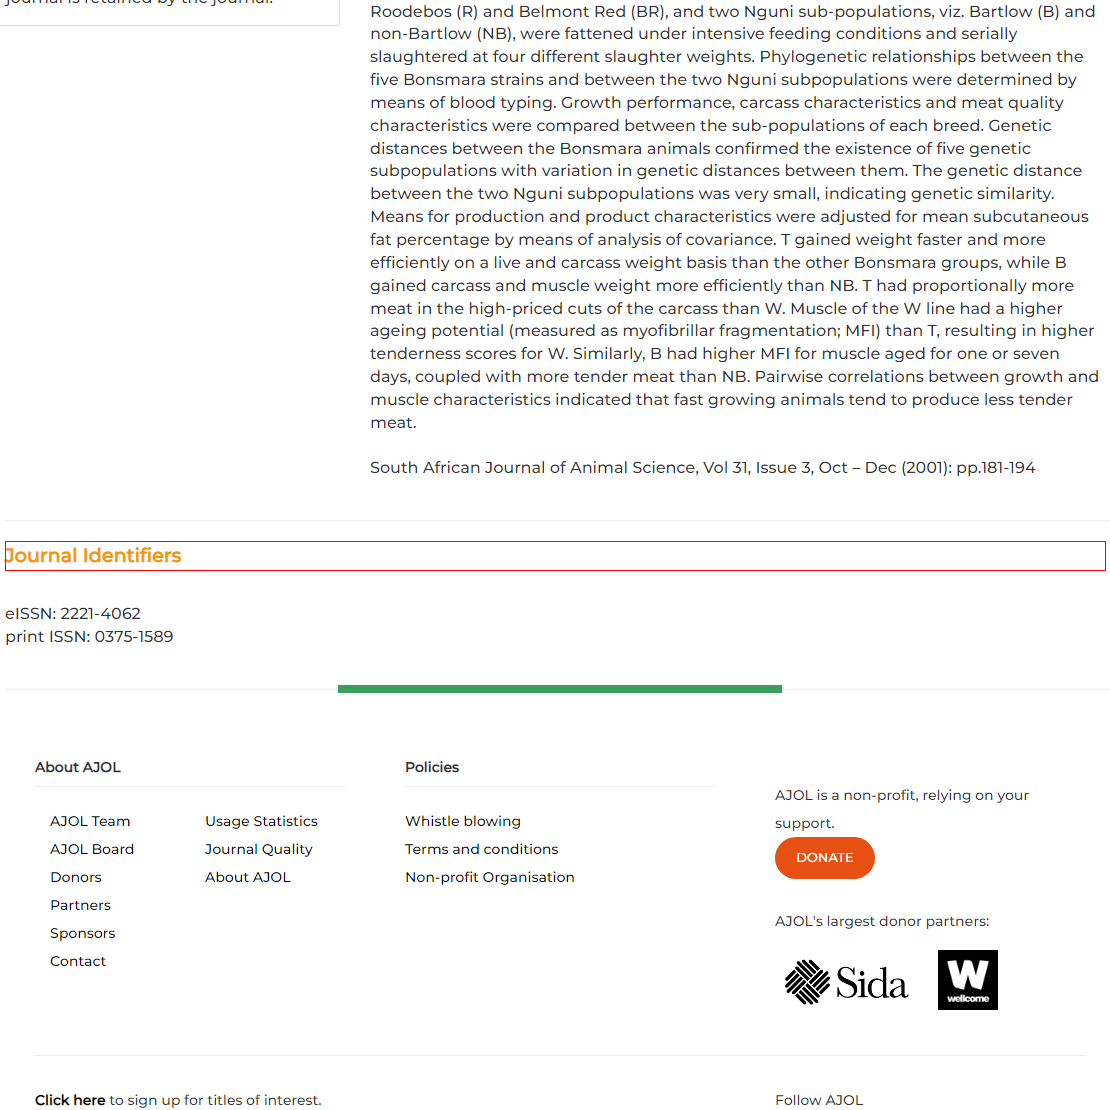 journal is retained by the journal.
Roodebos (R) and Belmont Red (BR), and two Nguni sub-populations, viz. Bartlow (B) and
non-Bartlow (NB), were fattened under intensive feeding conditions and serially
slaughtered at four different slaughter weights. Phylogenetic relationships between the
five Bonsmara strains and between the two Nguni subpopulations were determined by
means of blood typing. Growth performance, carcass characteristics and meat quality
characteristics were compared between the sub-populations of each breed. Genetic
distances between the Bonsmara animals confirmed the existence of five genetic
subpopulations with variation in genetic distances between them. The genetic distance
between the two Nguni subpopulations was very small, indicating genetic similarity.
Means for production and product characteristics were adjusted for mean subcutaneous
fat percentage by means of analysis of covariance. T gained weight faster and more
efficiently on a live and carcass weight basis than the other Bonsmara groups, while B
gained carcass and muscle weight more efficiently than NB. T had proportionally more
meat in the high-priced cuts of the carcass than W. Muscle of the W line had a higher
ageing potential (measured as myofibrillar fragmentation; MFI) than T, resulting in higher
tenderness scores for W. Similarly, B had higher MFI for muscle aged for one or seven
days, coupled with more tender meat than NB. Pairwise correlations between growth and
muscle characteristics indicated that fast growing animals tend to produce less tender
meat.
South African Journal of Animal Science, Vol 31, Issue 3, Oct – Dec (2001): pp.181-194
Journal Identifiers
eISSN: 2221-4062
print ISSN: 0375-1589
About AJOL
AJOL Team
AJOL Board
Donors
Partners
Sponsors
Contact
Usage Statistics
Journal Quality
About AJOL
Policies
Whistle blowing
Terms and conditions
Non-profit Organisation
AJOL is a non-profit, relying on your
support.
DONATE
AJOL's largest donor partners:
Sida
W
wellcome
Click here to sign up for titles of interest.
Follow AJOL